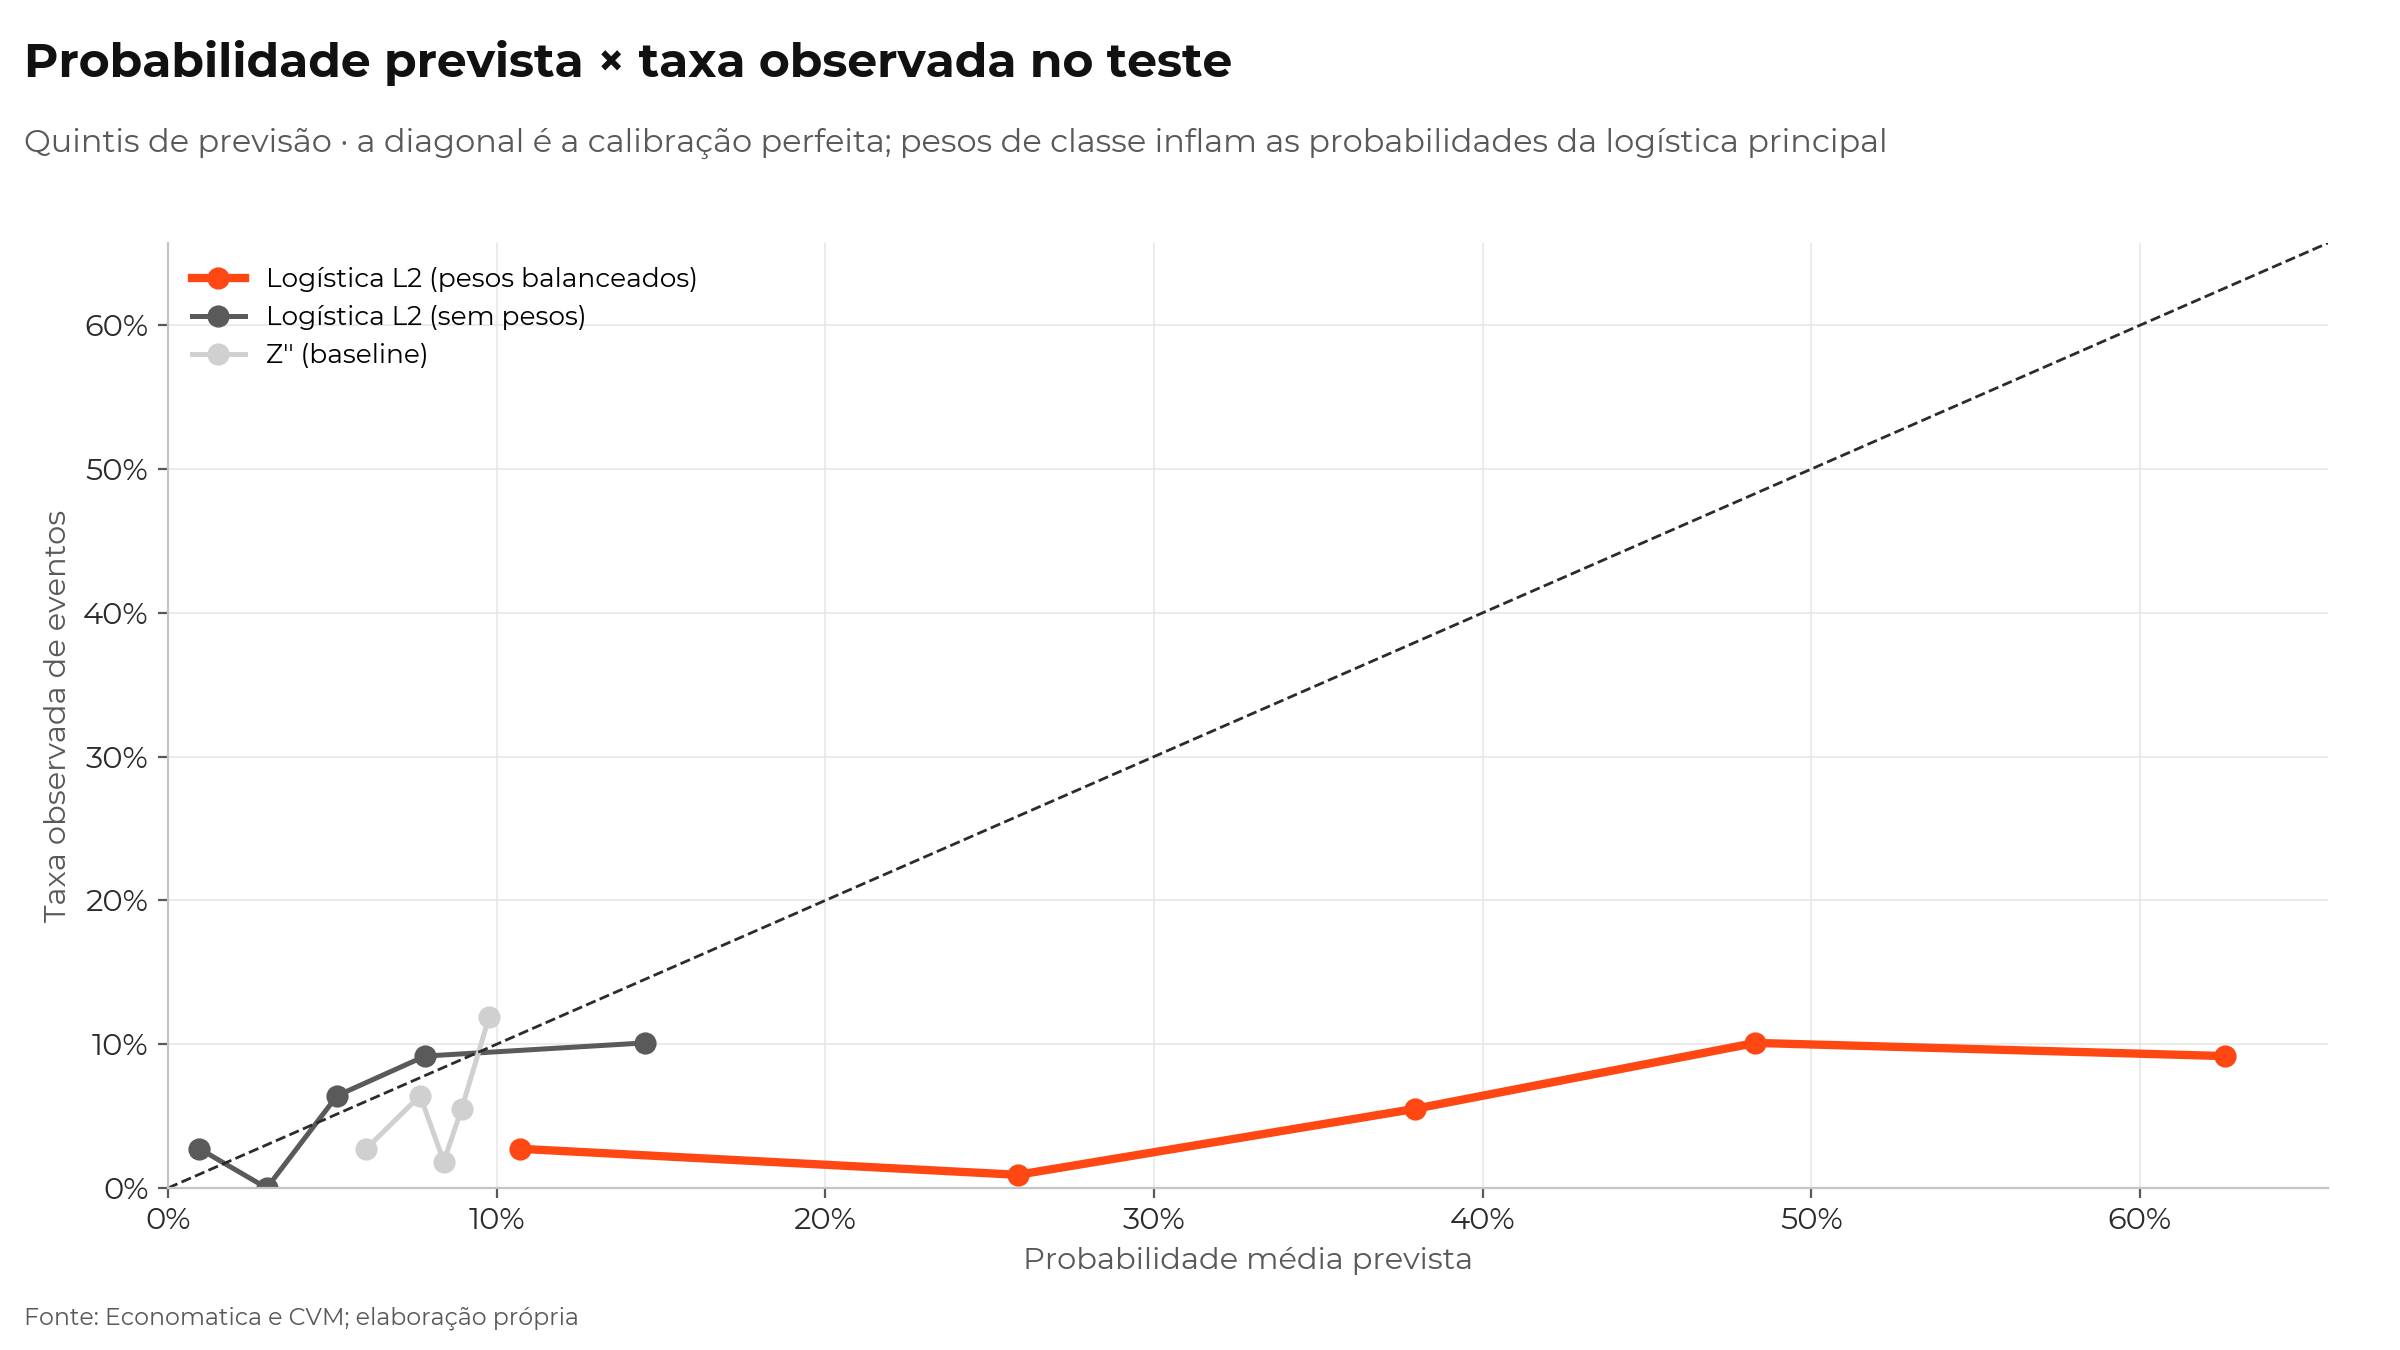 Probabilidade prevista × taxa observada no teste
Quintis de previsão · a diagonal é a calibração perfeita; pesos de classe inflam as probabilidades da logística principal
Logística L2 (pesos balanceados)
Logística L2 (sem pesos)
Z'' (baseline)
Taxa observada de eventos
60%
50%
40%
30%
20%
10%
0%
0% 10% 20% 30% 40% 50% 60%
Probabilidade média prevista
Fonte: Economatica e CVM; elaboração própria